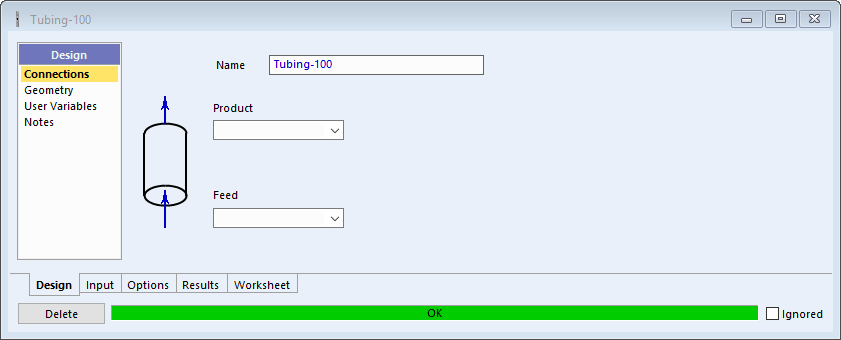 Tubing-100
Design
Connections
Geometry
User Variables
Notes
Name
Tubing-100
Product
Feed
Design
Input
Options
Results
Worksheet
Delete
OK
Ignored